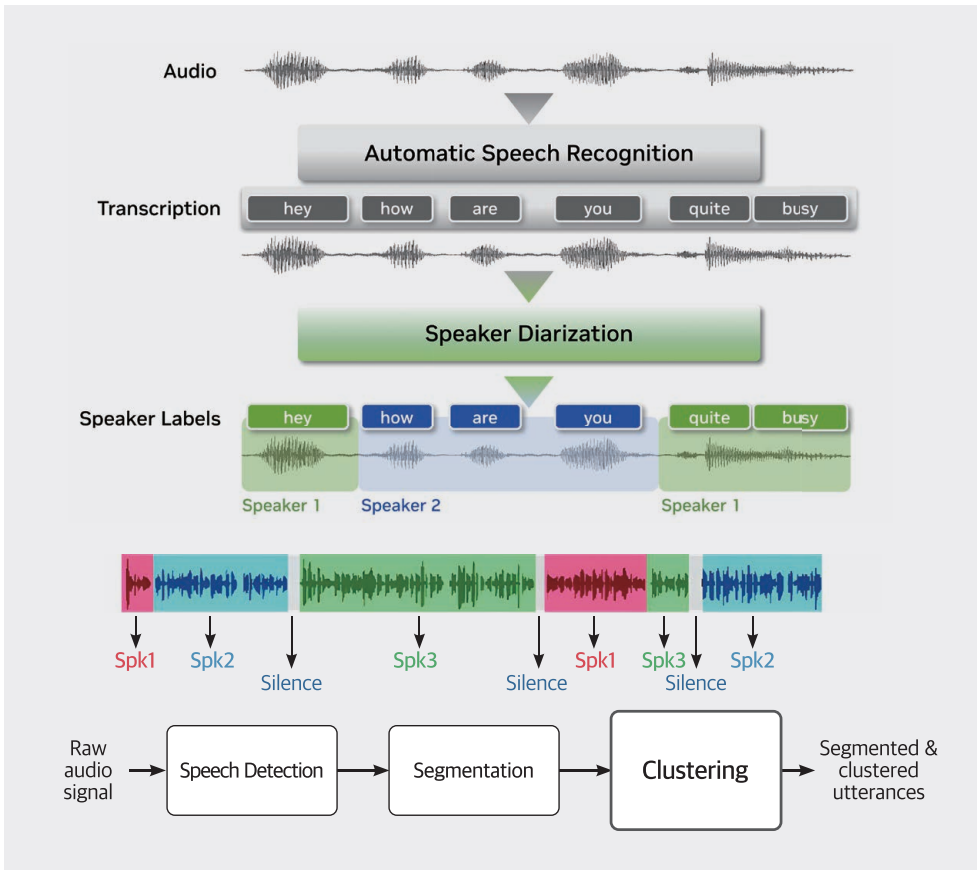 Audio
Automatic Speech Recognition
Transcription
hey how are you quite busy
Speaker Diarization
Speaker Labels
hey how are you quite busy
Speaker 1 Speaker 2 Speaker 1
Spk1 Spk2 Spk3 Spk1 Spk3 Spk2
Silence Silence Silence
Raw
audio
signal
Speech Detection
Segmentation
Clustering
Segmented &
clustered
utterances